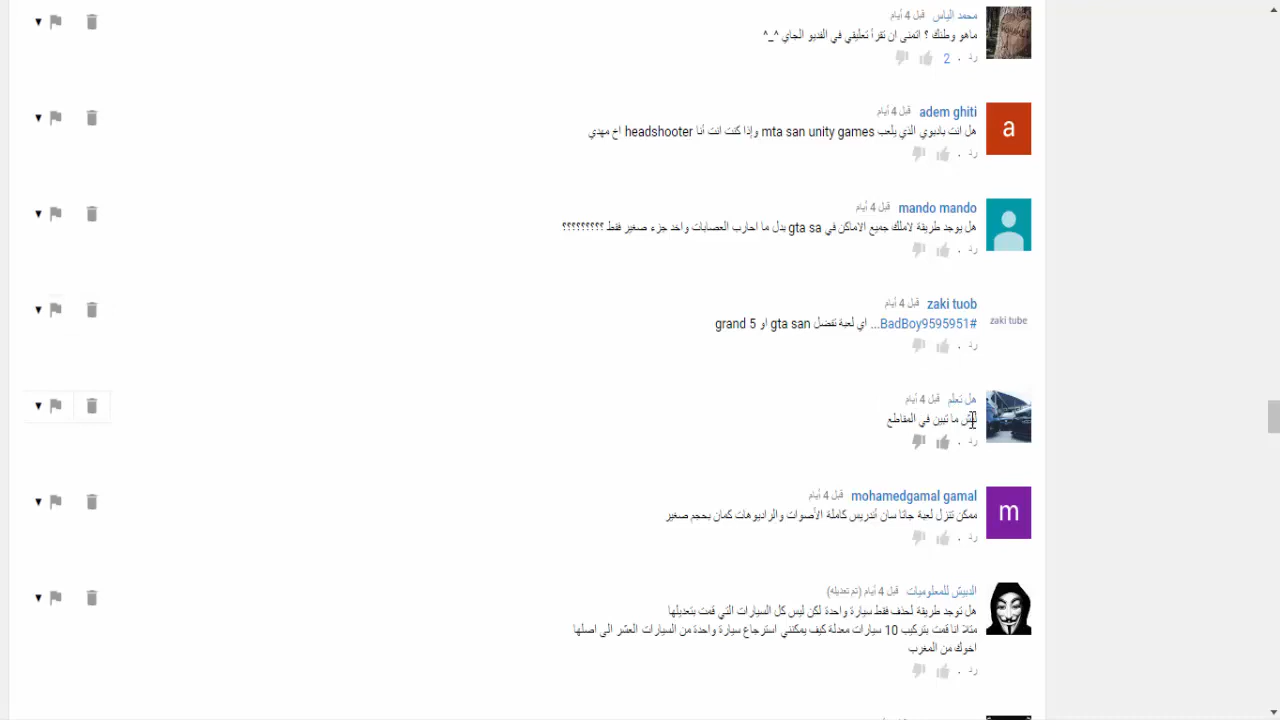 محمد الياس قبل 4 أيام
ماهو وطنك ؟ اتمنى ان تقرأ تعليقي في الفديو الجاي ^_^
رد · 2
adem ghiti قبل 4 أيام
هل انت بادبوي الذي يلعب mta san unity games وإذا كنت انت أنا headshooter اخ مهدي
a
رد ·
mando mando قبل 4 أيام
هل يوجد طريقة لاملك جميع الاماكن في gta sa بدل ما احارب العصابات واخد جزء صغير فقط ؟؟؟؟؟؟؟؟؟
رد ·
zaki tuob قبل 4 أيام
zaki tube
#BadBoy9595951... اي لعبة تفضل gta san او grand 5
رد ·
هل تعلم قبل 4 أيام
ليش ما تبين في المقاطع
رد ·
mohamedgamal gamal قبل 4 أيام
ممكن تنزل لعبة جاتا سان أندريس كاملة الأصوات والراديوهات كمان بحجم صغير
m
رد ·
الدبيش للمعلوميات قبل 4 أيام (تم تعديله)
هل توجد طريقة لحذف فقط سيارة واحدة لكن ليس كل السيارات التي قمت بتعديلها
مثلا انا قمت بتركيب 10 سيارات معدلة كيف يمكنني استرجاع سيارة واحدة من السيارات العشر الى اصلها
اخوك من المغرب
رد ·